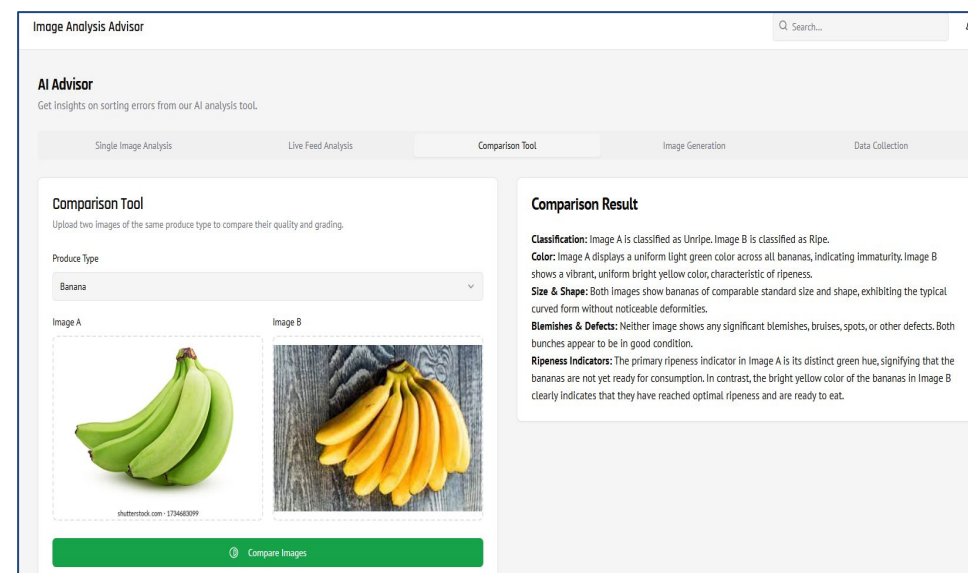 Image Analysis Advisor
Search...
AI Advisor
Get insights on sorting errors from our AI analysis tool.
Single Image Analysis
Live Feed Analysis
Comparison Tool
Image Generation
Data Collection
Comparison Tool
Upload two images of the same produce type to compare their quality and grading.
Produce Type
Banana
Image A
Image B
shutterstock.com · 1734683099
Compare Images
Comparison Result
Classification: Image A is classified as Unripe. Image B is classified as Ripe.
Color: Image A displays a uniform light green color across all bananas, indicating immaturity. Image B
shows a vibrant, uniform bright yellow color, characteristic of ripeness.
Size & Shape: Both images show bananas of comparable standard size and shape, exhibiting the typical
curved form without noticeable deformities.
Blemishes & Defects: Neither image shows any significant blemishes, bruises, spots, or other defects. Both
bunches appear to be in good condition.
Ripeness Indicators: The primary ripeness indicator in Image A is its distinct green hue, signifying that the
bananas are not yet ready for consumption. In contrast, the bright yellow color of the bananas in Image B
clearly indicates that they have reached optimal ripeness and are ready to eat.